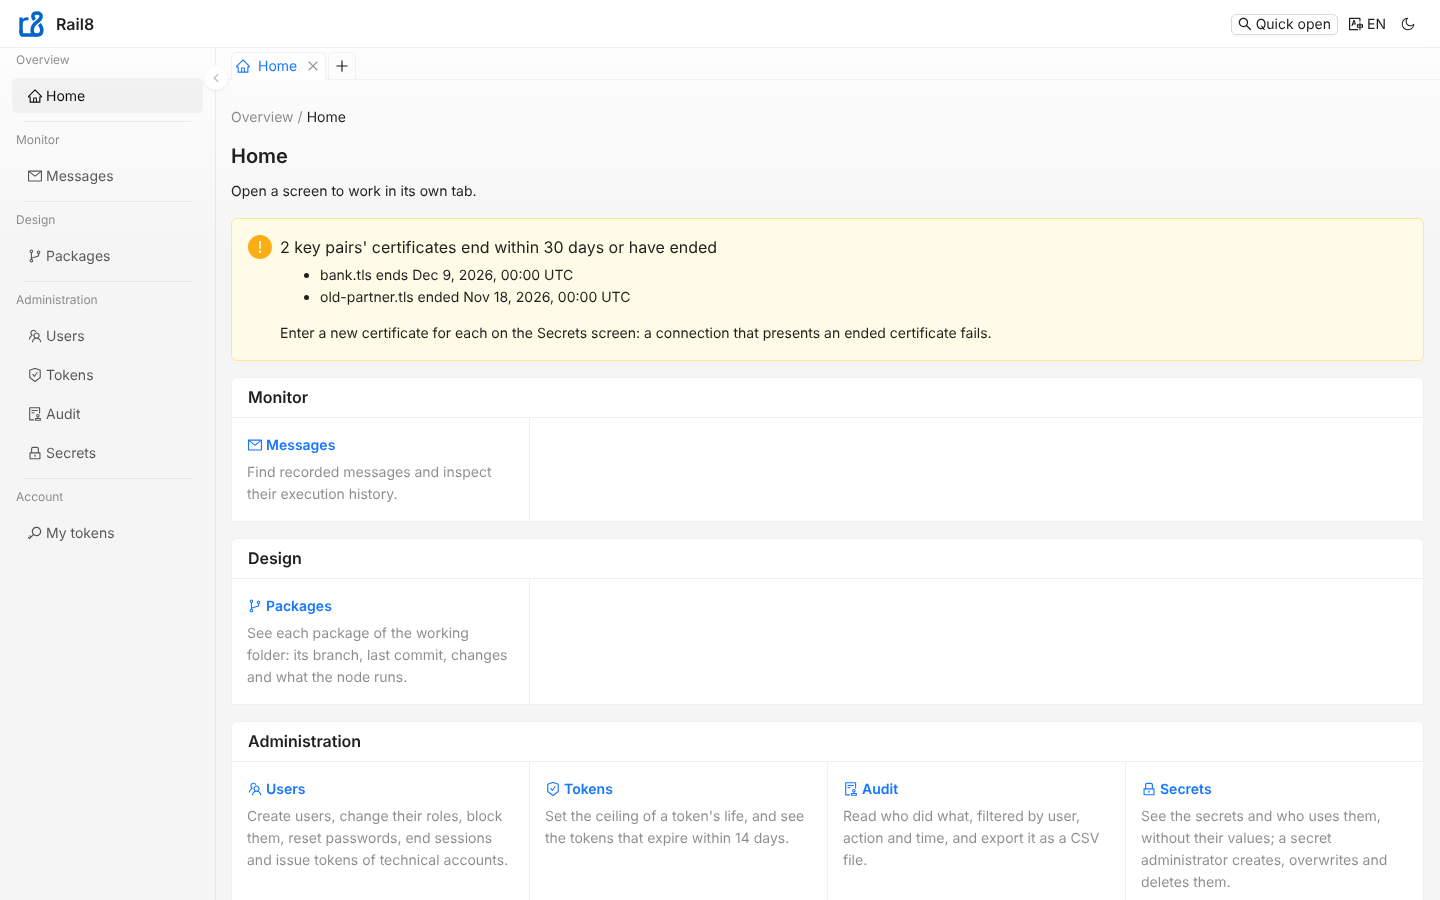 r8 Rail8
Quick open
EN
Overview
Home
Monitor
Messages
Design
Packages
Administration
Users
Tokens
Audit
Secrets
Account
My tokens
Home
Overview / Home
Home
Open a screen to work in its own tab.
2 key pairs' certificates end within 30 days or have ended
• bank.tls ends Dec 9, 2026, 00:00 UTC
• old-partner.tls ended Nov 18, 2026, 00:00 UTC
Enter a new certificate for each on the Secrets screen: a connection that presents an ended certificate fails.
Monitor
Messages
Find recorded messages and inspect
their execution history.
Design
Packages
See each package of the working
folder: its branch, last commit, changes
and what the node runs.
Administration
Users
Create users, change their roles, block
them, reset passwords, end sessions
and issue tokens of technical accounts.
Tokens
Set the ceiling of a token's life, and see
the tokens that expire within 14 days.
Audit
Read who did what, filtered by user,
action and time, and export it as a CSV
file.
Secrets
See the secrets and who uses them,
without their values; a secret
administrator creates, overwrites and
deletes them.